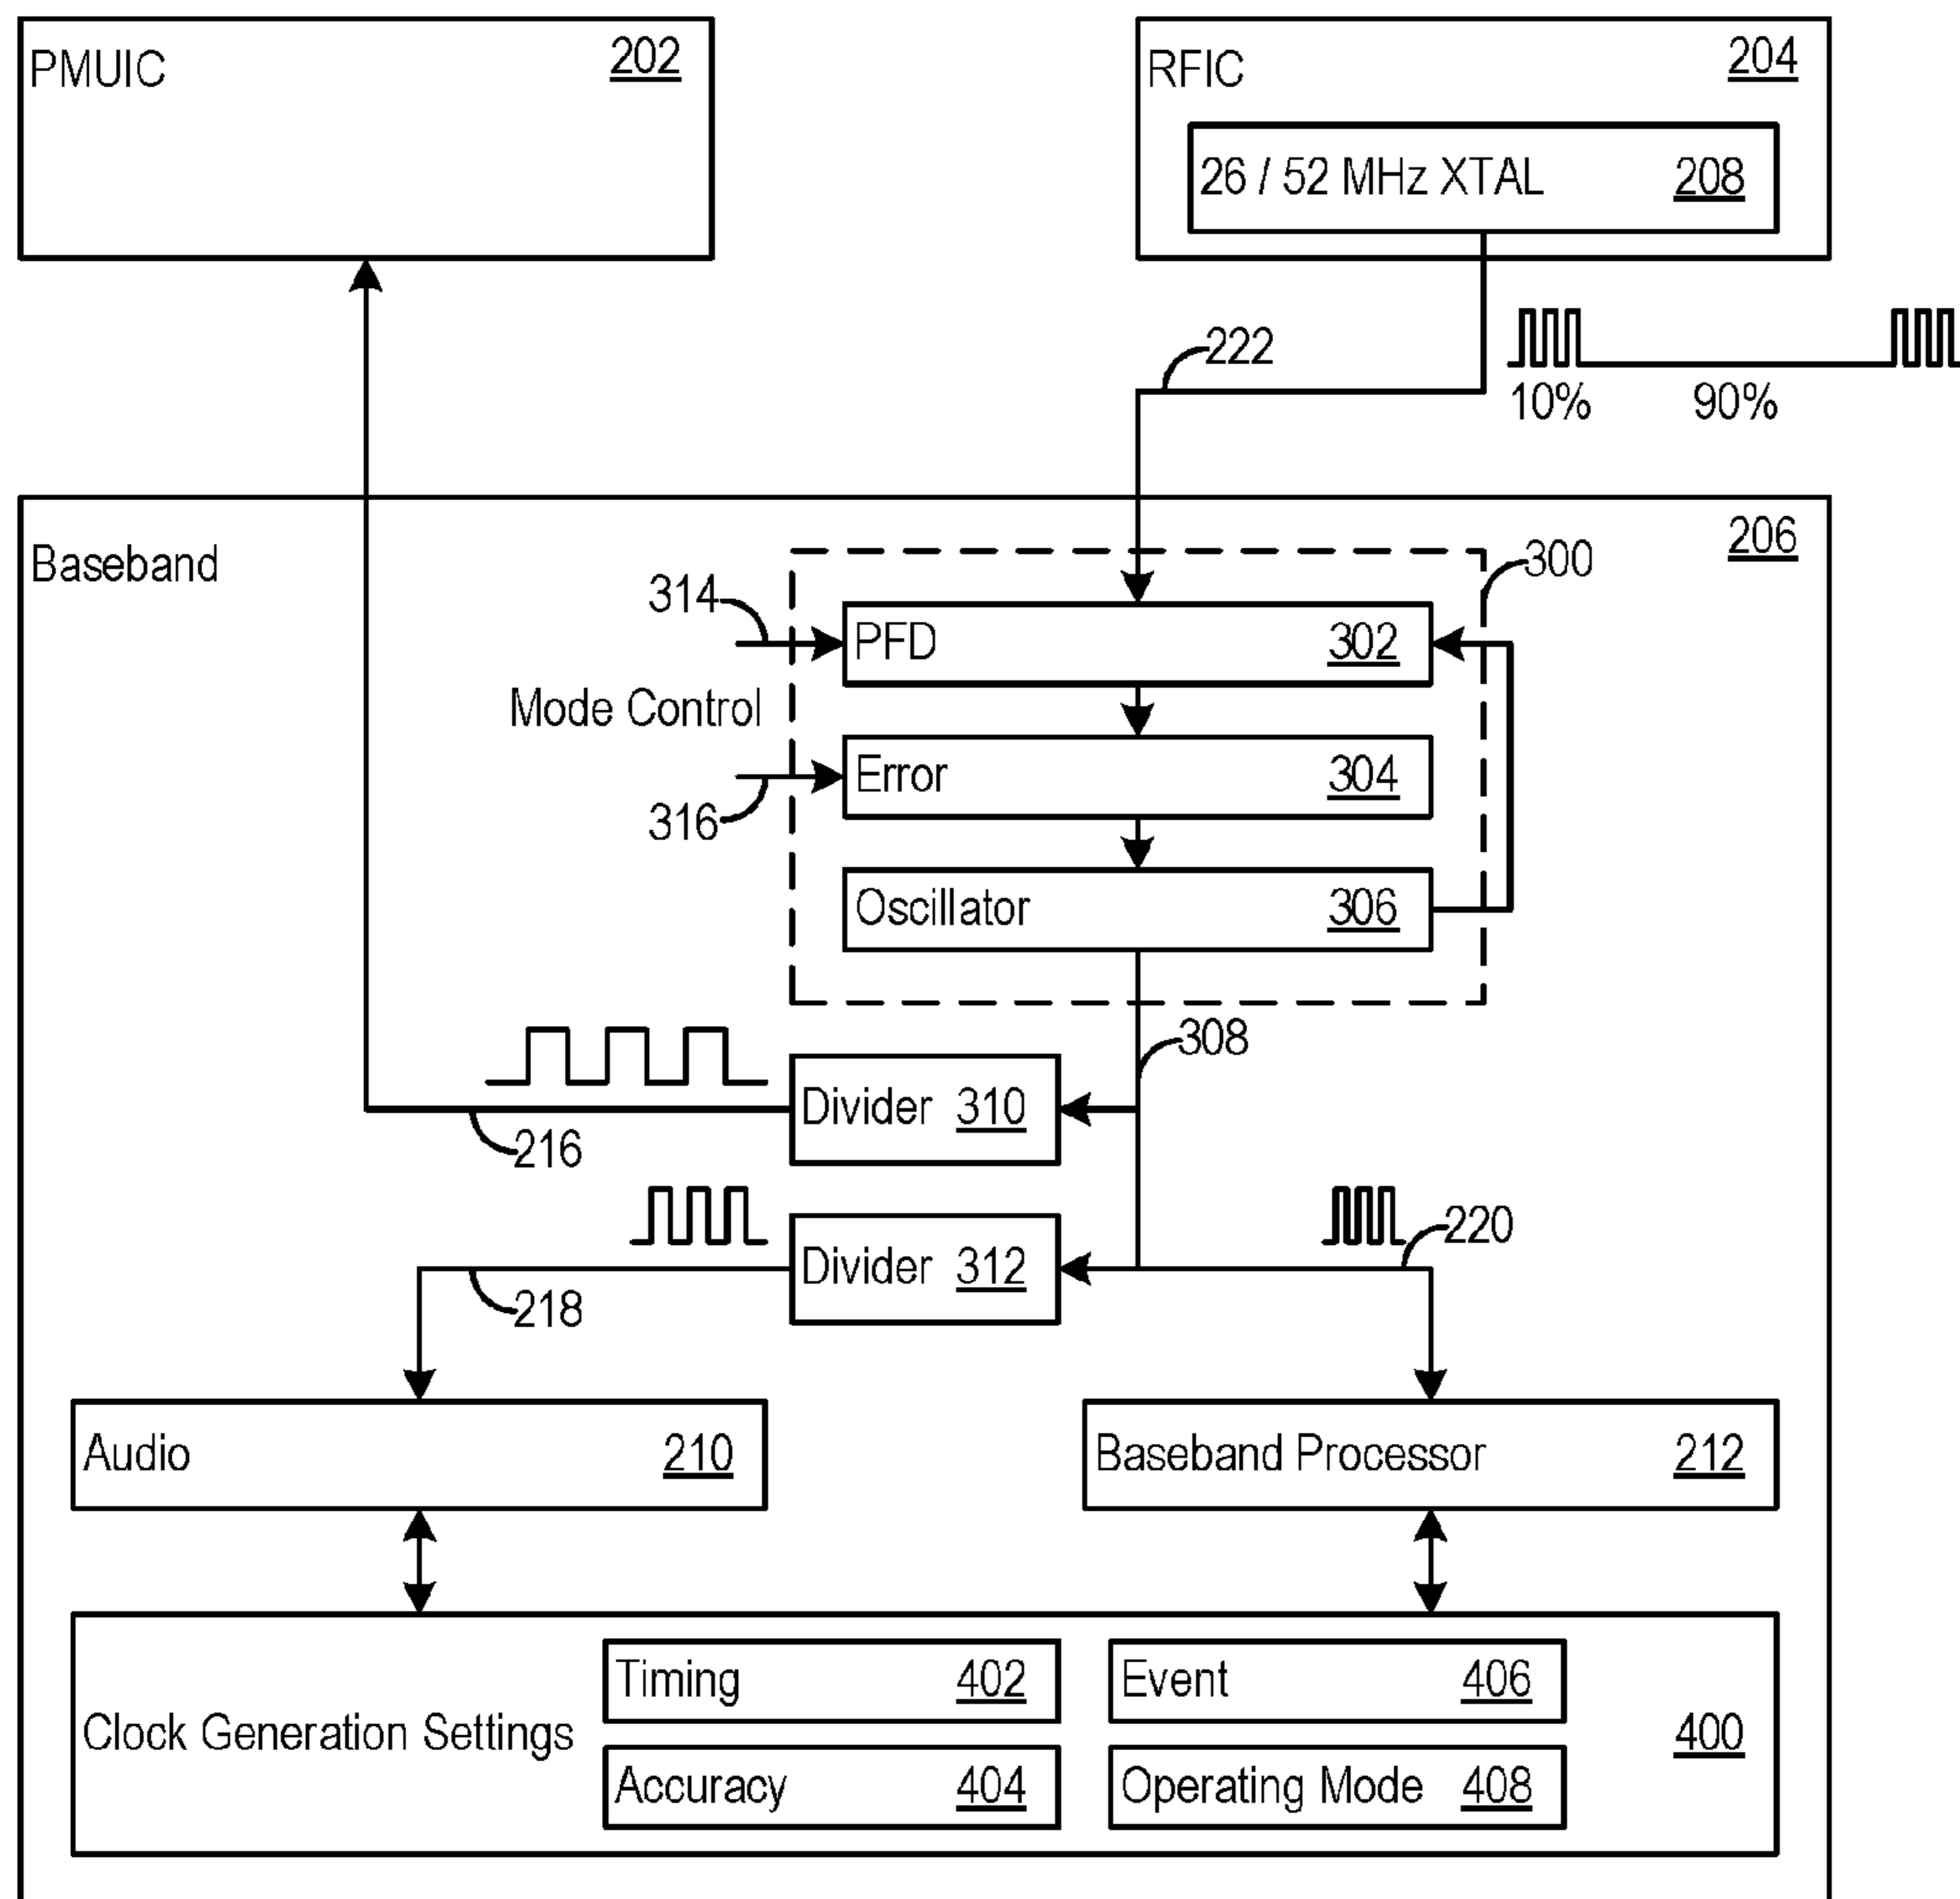 PMUIC 202
RFIC 204
26 / 52 MHz XTAL 208
222
10% 90%
Baseband 206
300
314
PFD 302
Mode Control
Error 304
316
Oscillator 306
308
Divider 310
216
Divider 312
220
218
Audio 210
Baseband Processor 212
Timing 402
Event 406
Clock Generation Settings 400
Accuracy 404
Operating Mode 408